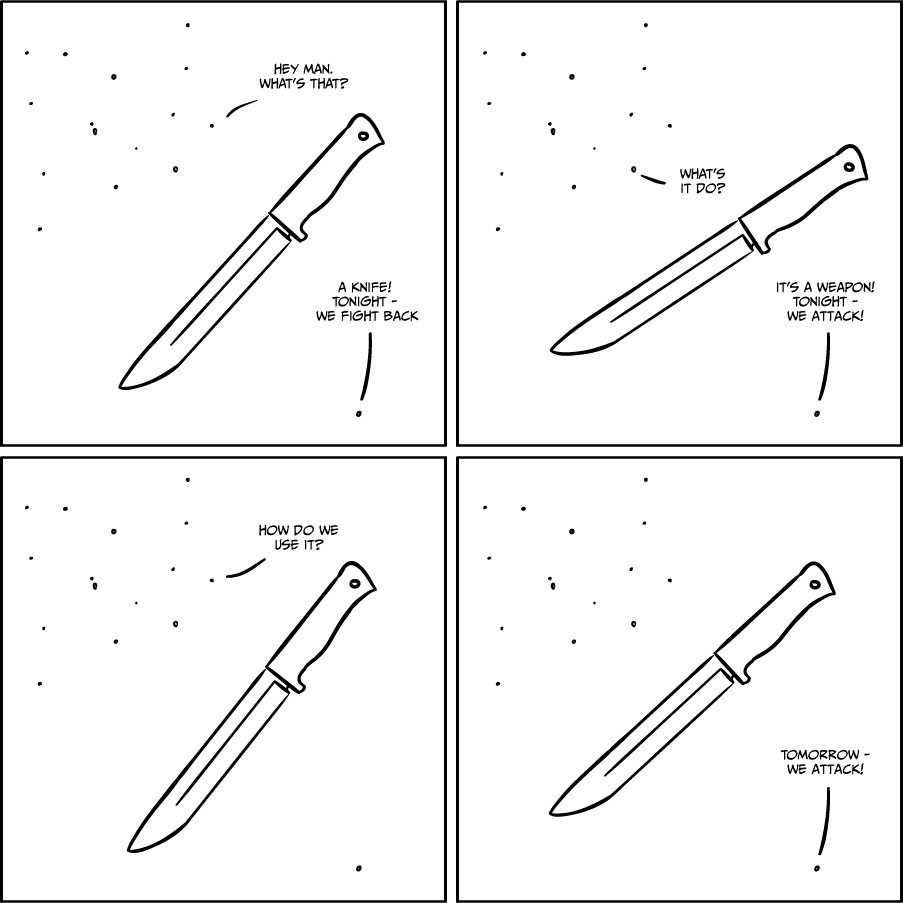 HEY MAN.
WHAT'S THAT?
A KNIFE!
TONIGHT -
WE FIGHT BACK
WHAT'S
IT DO?
IT'S A WEAPON!
TONIGHT -
WE ATTACK!
HOW DO WE
USE IT?
TOMORROW -
WE ATTACK!